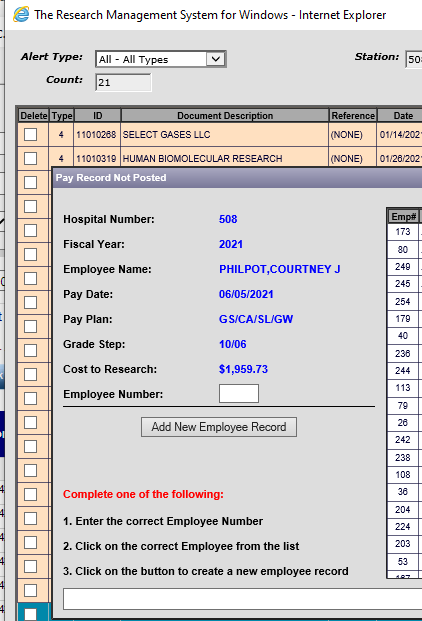 The Research Management System for Windows - Internet Explorer
Alert Type: All - All Types Station: 50
Count: 21
Delete Type ID Document Description Reference Date
4 11010268 SELECT GASES LLC (NONE) 01/14/202
4 11010319 HUMAN BIOMOLECULAR RESEARCH (NONE) 01/26/202
Pay Record Not Posted
Hospital Number: 508
Fiscal Year: 2021
Employee Name: PHILPOT,COURTNEY J
Pay Date: 06/05/2021
Pay Plan: GS/CA/SL/GW
Grade Step: 10/06
Cost to Research: $1,959.73
Employee Number:
Add New Employee Record
Complete one of the following:
1. Enter the correct Employee Number
2. Click on the correct Employee from the list
3. Click on the button to create a new employee record
Emp#
173
80
249
245
254
179
40
236
244
113
79
26
242
238
108
36
204
224
203
53